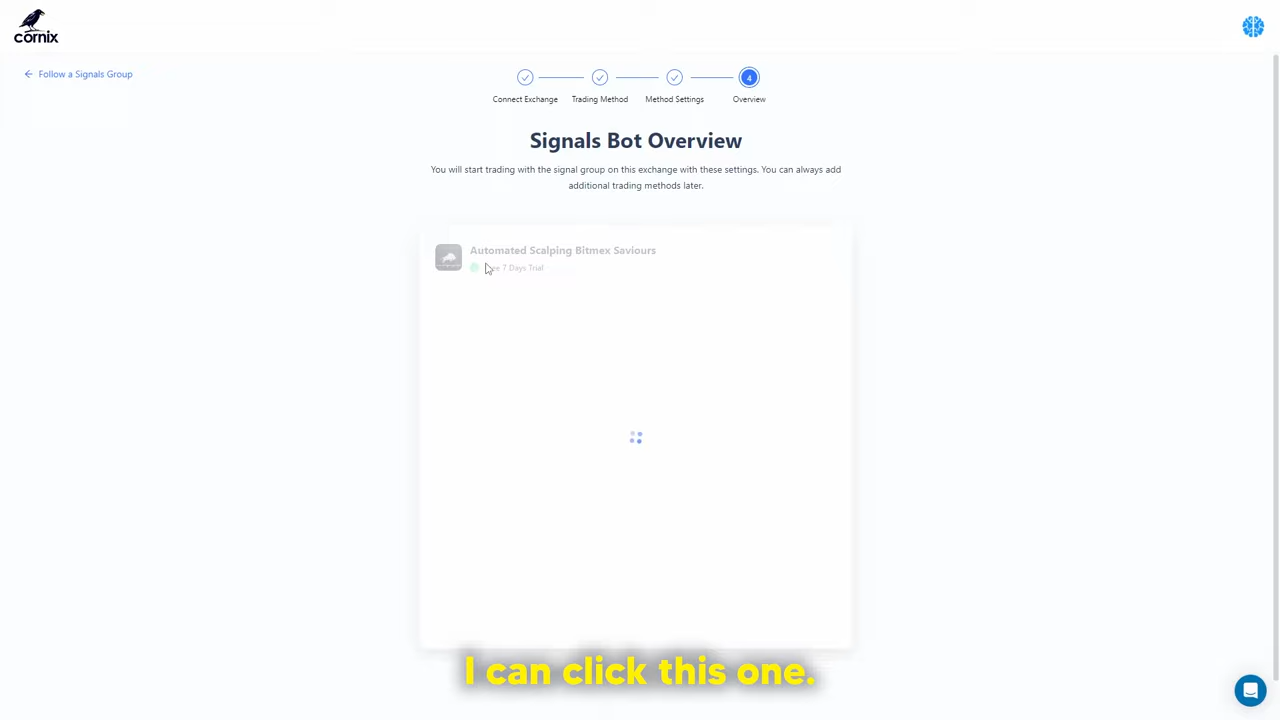 cornix
Follow a Signals Group
4
Connect Exchange
Trading Method
Method Settings
Overview
Signals Bot Overview
You will start trading with the signal group on this exchange with these settings. You can always add
additional trading methods later.
Automated Scalping Bitmex Saviours
7 Days Trial
I can click this one.